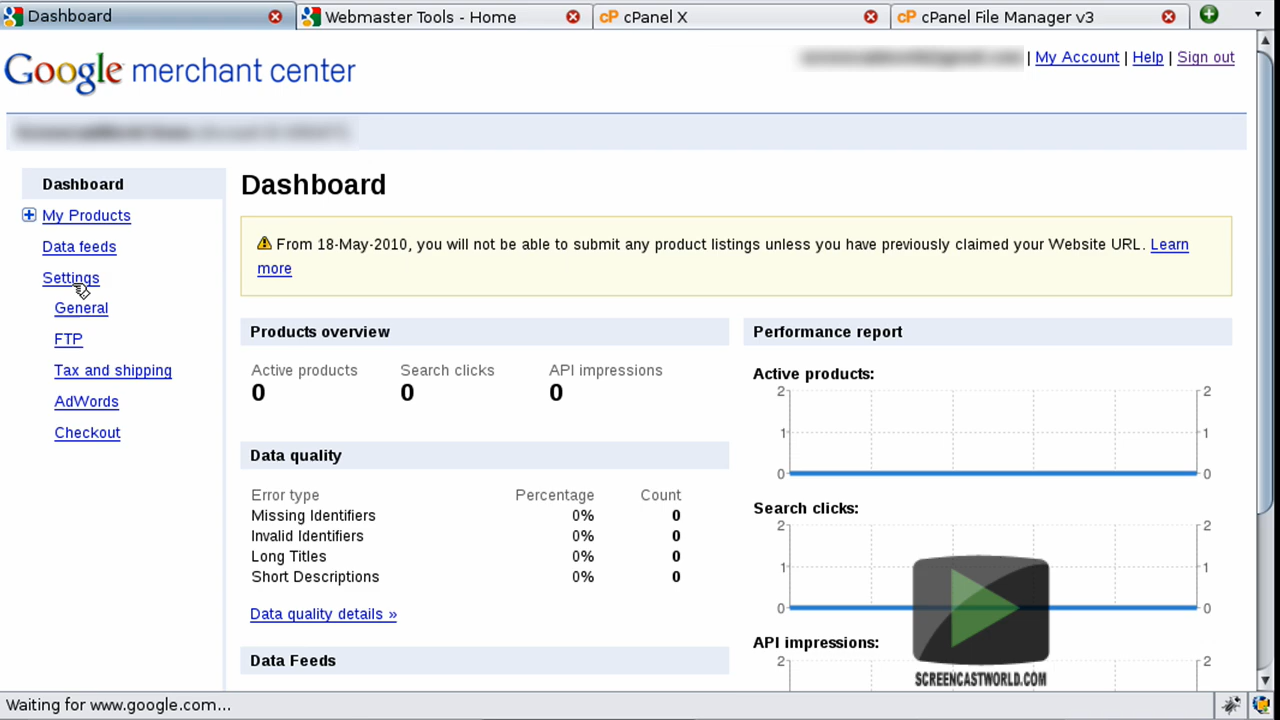 Dashboard
Webmaster Tools - Home
cP cPanel X
cP cPanel File Manager v3
Google merchant center
| My Account | Help | Sign out
Dashboard
My Products
Data feeds
Settings
General
FTP
Tax and shipping
AdWords
Checkout
Dashboard
From 18-May-2010, you will not be able to submit any product listings unless you have previously claimed your Website URL. Learn
more
Products overview
Active products
Search clicks
API impressions
0
0
0
Data quality
Error type Percentage Count
Missing Identifiers 0% 0
Invalid Identifiers 0% 0
Long Titles 0% 0
Short Descriptions 0% 0
Data quality details »
Data Feeds
Performance report
Active products:
2 2
1 1
0 0
Search clicks:
2 2
1 1
0 0
API impressions:
2 2
SCREENCASTWORLD.COM
Waiting for www.google.com...